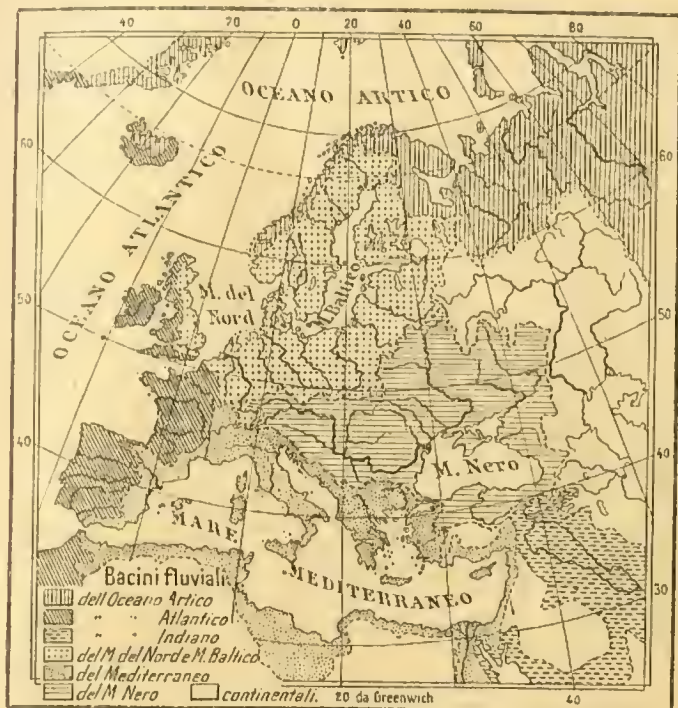 40 20 0 20 40 60 80
OCEANO ARTICO
60
60
OCEANO ATLANTICO
50
M. del
Nord
M. Baltico
50
40
M. Nero
40
MARE
MEDITERRANEO
30
Bacini fluviali:
dell'Oceano Artico
" " Atlantico
" " Indiano
del M. del Nord e M. Baltico
del Mediterraneo
del M. Nero continentali. 20 da Greenwich 40